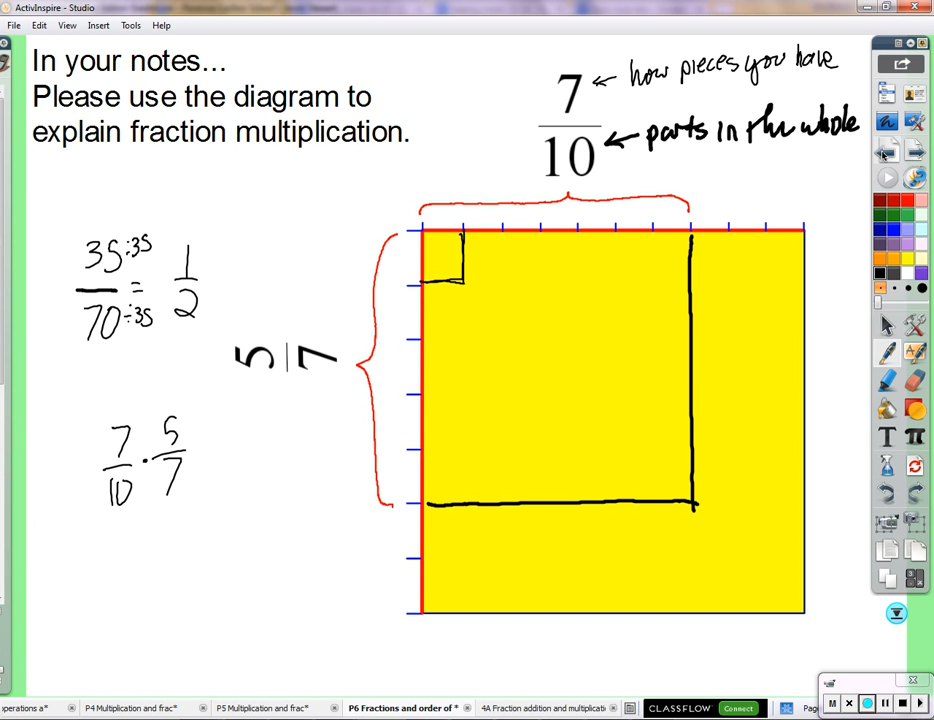 ActivInspire - Studio
File Edit View Insert Tools Help
In your notes...
Please use the diagram to
explain fraction multiplication.
7 ← how pieces you have
10 ← parts in the whole
35 ÷35 = 1
70 ÷35 2
5
7
7 · 5
10 7
operations a*
P4 Multiplication and frac*
P5 Multiplication and frac*
P6 Fractions and order of *
4A Fraction addition and multiplicati
CLASSFLOW Connect
M